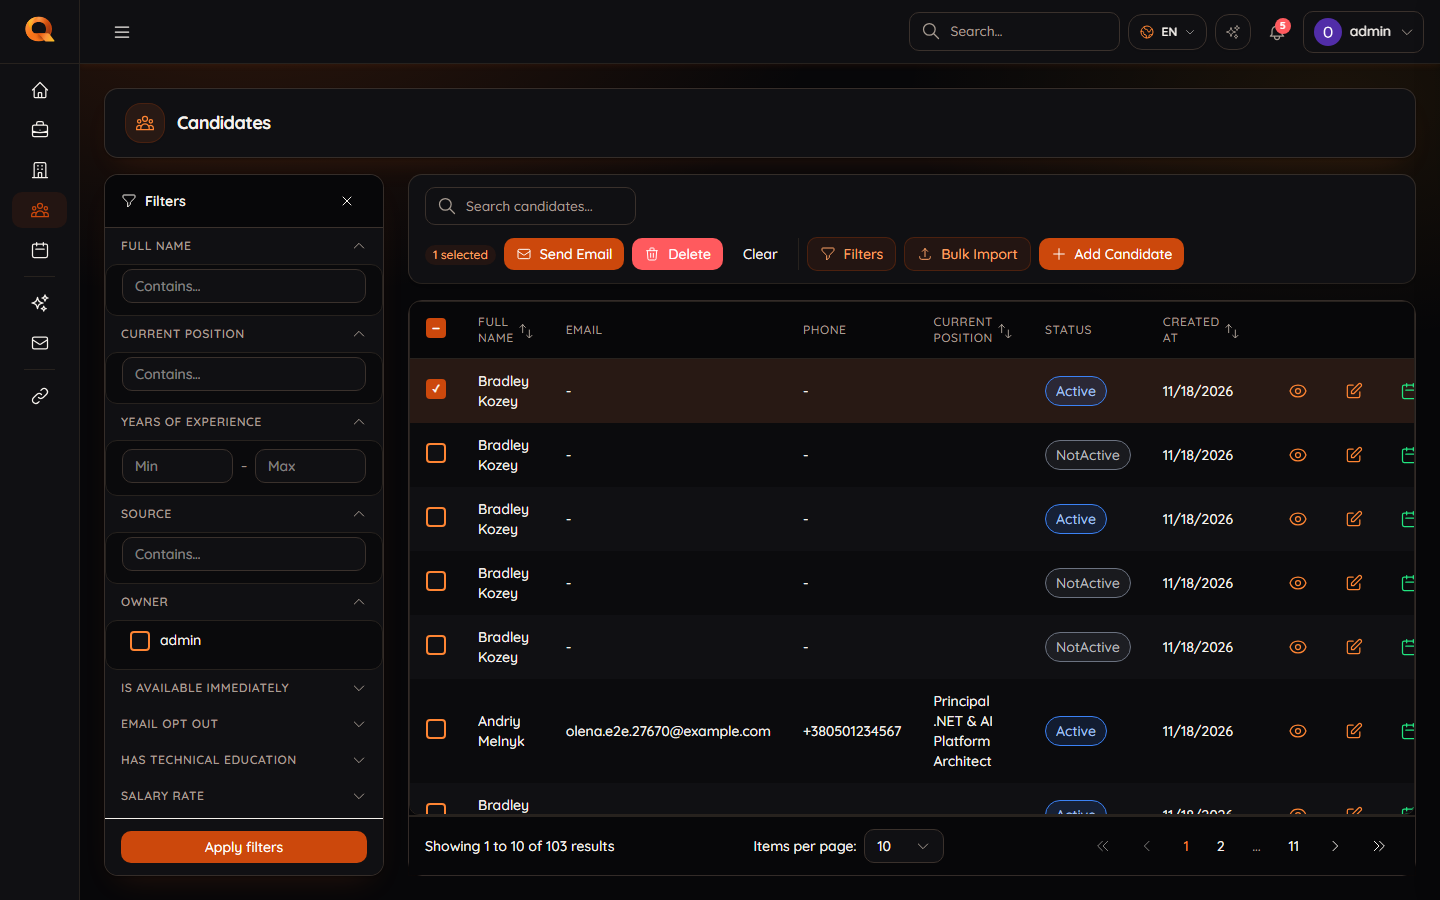 Search...
EN
5
O
admin
Candidates
Filters
FULL NAME
Contains...
CURRENT POSITION
Contains...
YEARS OF EXPERIENCE
Min - Max
SOURCE
Contains...
OWNER
admin
IS AVAILABLE IMMEDIATELY
EMAIL OPT OUT
HAS TECHNICAL EDUCATION
SALARY RATE
Apply filters
Search candidates...
1 selected
Send Email
Delete
Clear
Filters
Bulk Import
Add Candidate
FULL NAME EMAIL PHONE CURRENT POSITION STATUS CREATED AT
Bradley Kozey - - Active 11/18/2026
Bradley Kozey - - NotActive 11/18/2026
Bradley Kozey - - Active 11/18/2026
Bradley Kozey - - NotActive 11/18/2026
Bradley Kozey - - NotActive 11/18/2026
Andriy Melnyk olena.e2e.27670@example.com +380501234567 Principal .NET & AI Platform Architect Active 11/18/2026
Bradley Active 11/18/2026
Showing 1 to 10 of 103 results
Items per page: 10
1 2 ... 11